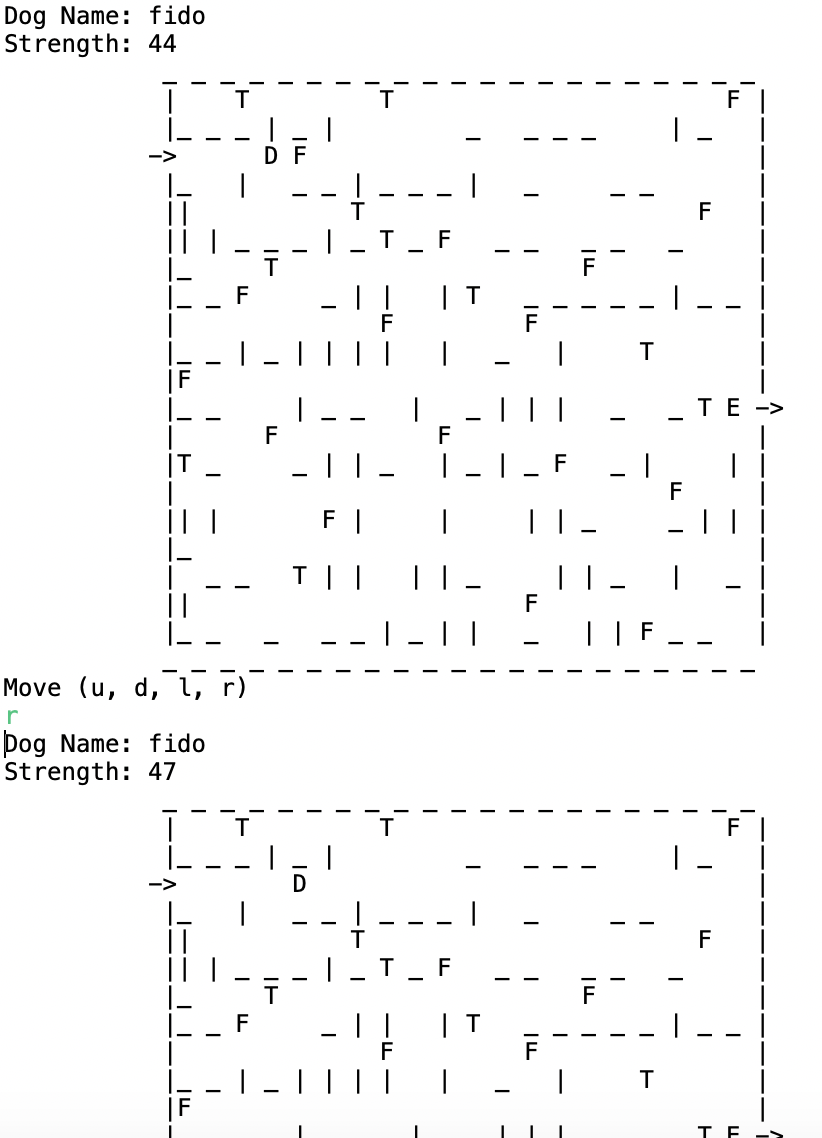 Dog Name: fido
Strength: 44
           _ _ _ _ _ _ _ _ _ _ _ _ _ _ _ _ _ _ _ _ _
           |    T         T                       F |
           |_ _ _ | _ |         _   _ _ _     | _   |
          ->      D F                               |
           |_   |   _ _ | _ _ _ |   _     _ _       |
           ||           T                       F   |
           || | _ _ _ | _ T _ F   _ _   _ _   _     |
           |_     T                     F           |
           |_ _ F     _ | |   | T   _ _ _ _ _ | _ _ |
           |              F         F               |
           |_ _ | _ | | | |   |   _   |     T       |
           |F                                       |
           |_ _     | _ _   |   _ | | |   _   _ T E ->
           |      F           F                     |
           |T _     _ | | _   | _ | _ F   _ |     | |
           |                                  F     |
           || |       F |     |     | | _     _ | | |
           |_                                       |
           |  _ _   T | |   | | _     | | _   |   _ |
           ||                       F               |
           |_ _   _   _ _ | _ | |   _   | | F _ _   |
           _ _ _ _ _ _ _ _ _ _ _ _ _ _ _ _ _ _ _ _ _
Move (u, d, l, r)
r
Dog Name: fido
Strength: 47
           _ _ _ _ _ _ _ _ _ _ _ _ _ _ _ _ _ _ _ _ _
           |    T         T                       F |
           |_ _ _ | _ |         _   _ _ _     | _   |
          ->        D                               |
           |_   |   _ _ | _ _ _ |   _     _ _       |
           ||           T                       F   |
           || | _ _ _ | _ T _ F   _ _   _ _   _     |
           |_     T                     F           |
           |_ _ F     _ | |   | T   _ _ _ _ _ | _ _ |
           |              F         F               |
           |_ _ | _ | | | |   |   _   |     T       |
           |F                                       |
           |        |       |     | | |         T E ->